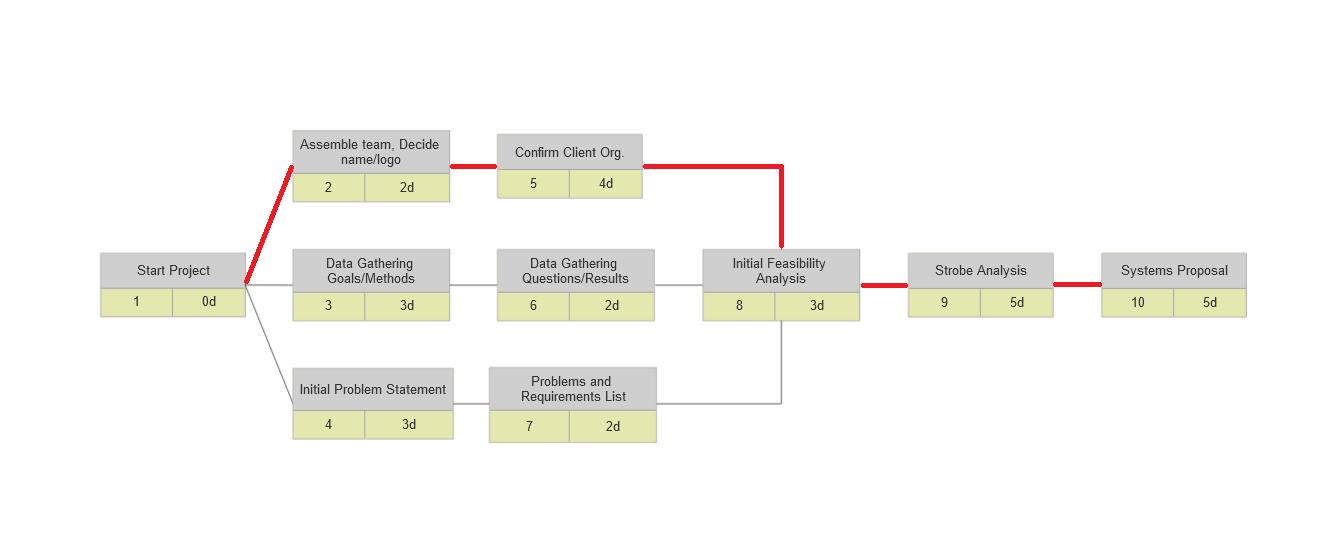 Assemble team, Decide
name/logo
2 2d
Confirm Client Org.
5 4d
Start Project
1 0d
Data Gathering
Goals/Methods
3 3d
Data Gathering
Questions/Results
6 2d
Initial Feasibility
Analysis
8 3d
Strobe Analysis
9 5d
Systems Proposal
10 5d
Initial Problem Statement
4 3d
Problems and
Requirements List
7 2d